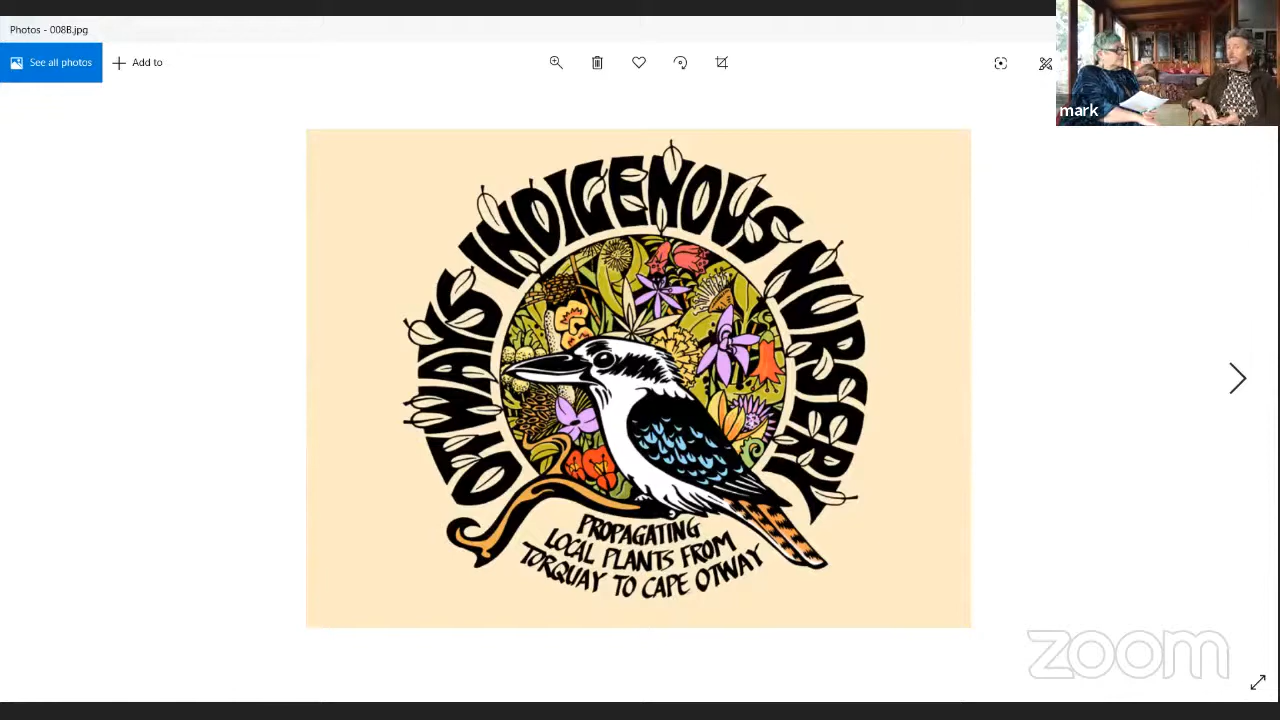 Photos - 008B.jpg
See all photos
Add to
mark
OTWAYS INDIGENOUS NURSERY
PROPAGATING
LOCAL PLANTS FROM
TORQUAY TO CAPE OTWAY
zoom